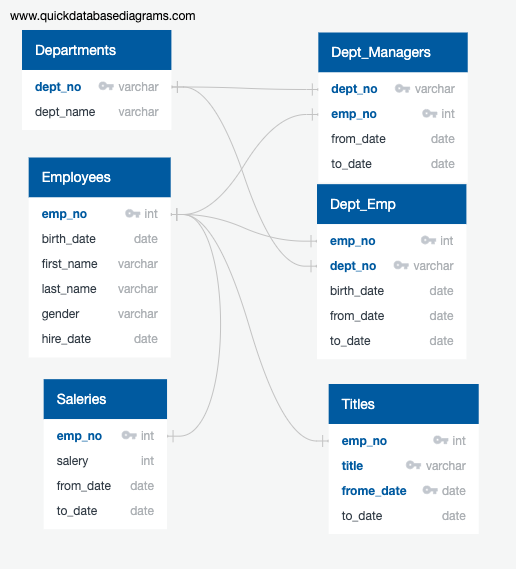 www.quickdatabasediagrams.com
Departments
dept_no varchar
dept_name varchar
Employees
emp_no int
birth_date date
first_name varchar
last_name varchar
gender varchar
hire_date date
Saleries
emp_no int
salery int
from_date date
to_date date
Dept_Managers
dept_no varchar
emp_no int
from_date date
to_date date
Dept_Emp
emp_no int
dept_no varchar
birth_date date
from_date date
to_date date
Titles
emp_no int
title varchar
frome_date date
to_date date